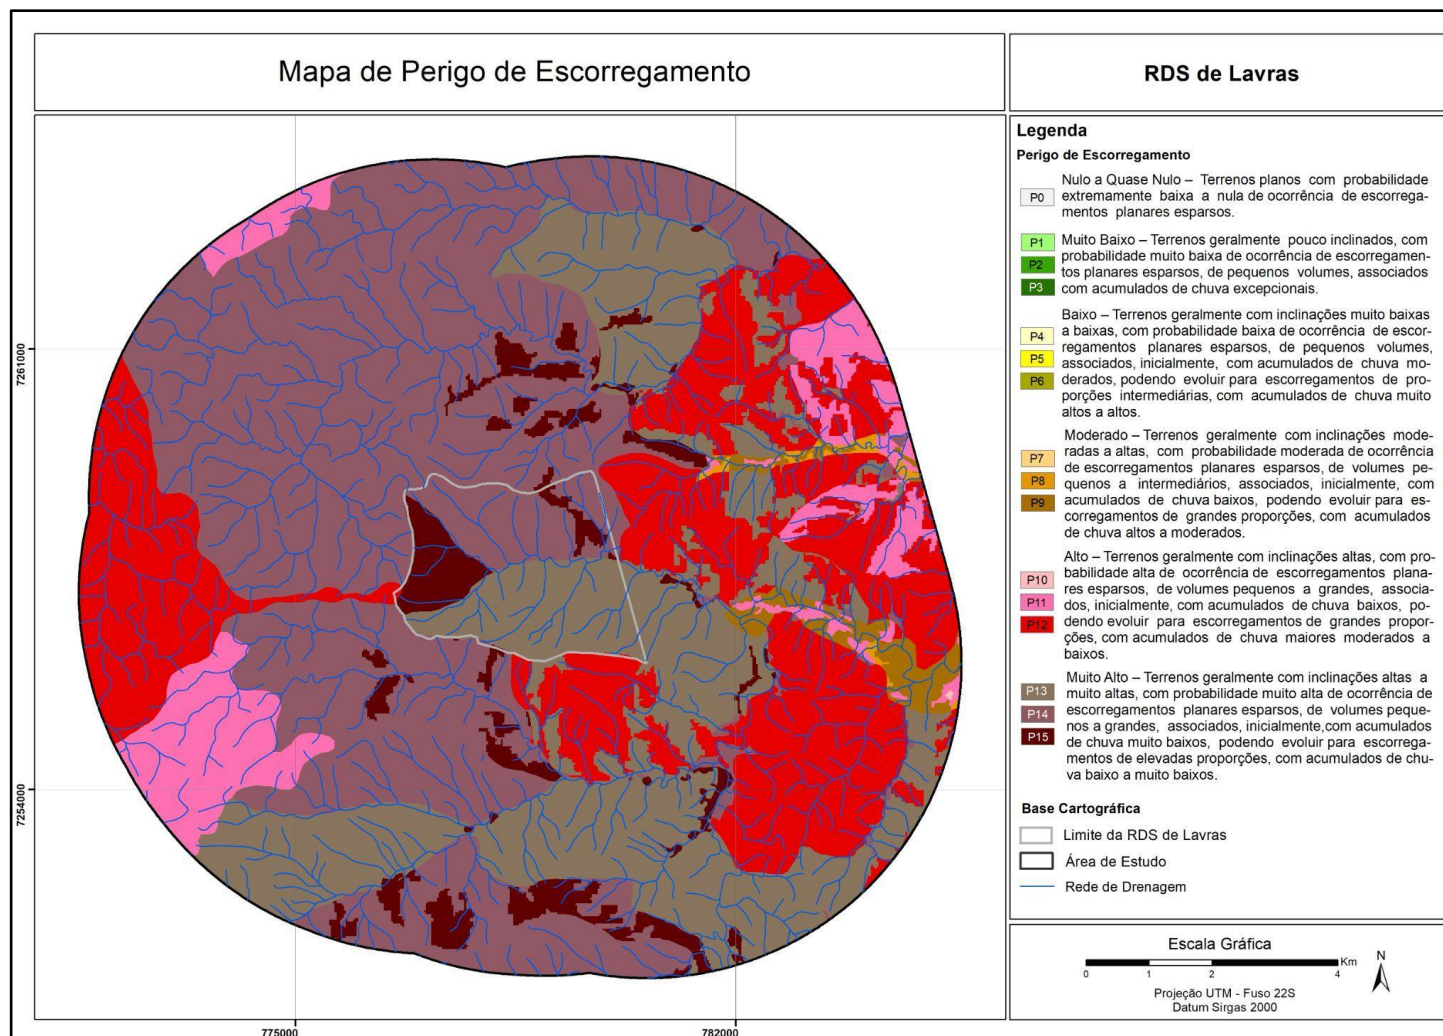 Mapa de Perigo de Escorregamento
RDS de Lavras
Legenda
Perigo de Escorregamento
P0
Nulo a Quase Nulo – Terrenos planos com probabilidade
extremamente baixa a nula de ocorrência de escorrega-
mentos planares esparsos.
P1
P2
P3
Muito Baixo – Terrenos geralmente pouco inclinados, com
probabilidade muito baixa de ocorrência de escorregamen-
tos planares esparsos, de pequenos volumes, associados
com acumulados de chuva excepcionais.
P4
P5
P6
Baixo – Terrenos geralmente com inclinações muito baixas
a baixas, com probabilidade baixa de ocorrência de escor-
regamentos planares esparsos, de pequenos volumes,
associados, inicialmente, com acumulados de chuva mo-
derados, podendo evoluir para escorregamentos de pro-
porções intermediárias, com acumulados de chuva muito
altos a altos.
P7
P8
P9
Moderado – Terrenos geralmente com inclinações mode-
radas a altas, com probabilidade moderada de ocorrência
de escorregamentos planares esparsos, de volumes pe-
quenos a intermediários, associados, inicialmente, com
acumulados de chuva baixos, podendo evoluir para es-
corregamentos de grandes proporções, com acumulados
de chuva altos a moderados.
P10
P11
P12
Alto – Terrenos geralmente com inclinações altas, com pro-
babilidade alta de ocorrência de escorregamentos plana-
res esparsos, de volumes pequenos a grandes, associa-
dos, inicialmente, com acumulados de chuva baixos, po-
dendo evoluir para escorregamentos de grandes propor-
ções, com acumulados de chuva maiores moderados a
baixos.
P13
P14
P15
Muito Alto – Terrenos geralmente com inclinações altas a
muito altas, com probabilidade muito alta de ocorrência de
escorregamentos planares esparsos, de volumes peque-
nos a grandes, associados, inicialmente,com acumulados
de chuva muito baixos, podendo evoluir para escorrega-
mentos de elevadas proporções, com acumulados de chu-
va baixo a muito baixos.
Base Cartográfica
Limite da RDS de Lavras
Área de Estudo
Rede de Drenagem
Escala Gráfica
Km
0 1 2 4
N
Projeção UTM - Fuso 22S
Datum Sirgas 2000
7261000
7254000
775000
782000